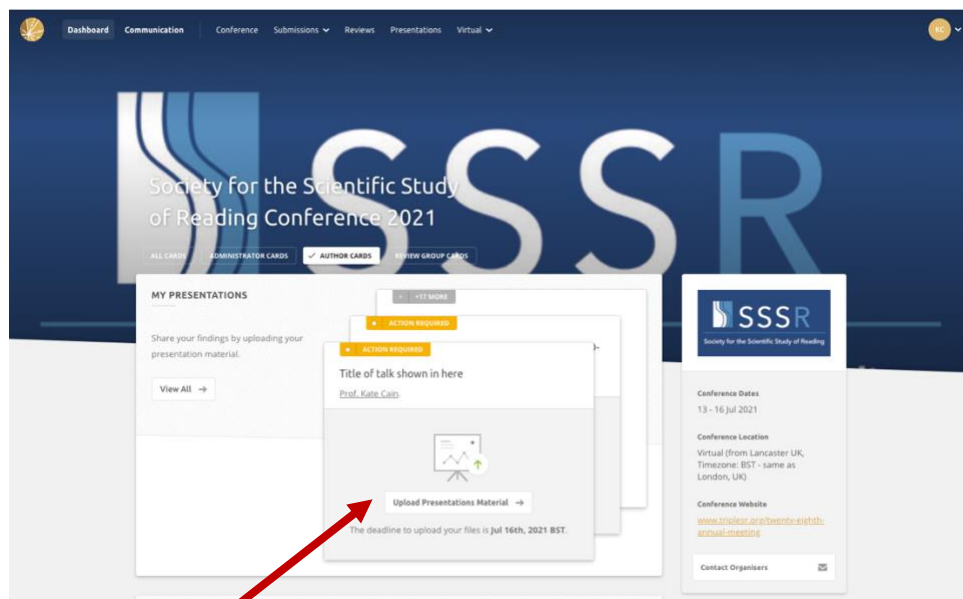 Dashboard Communication Conference Submissions Reviews Presentations Virtual KC
SSSR
Society for the Scientific Study
of Reading Conference 2021
ALL CARDS ADMINISTRATOR CARDS AUTHOR CARDS REVIEW GROUP CARDS
MY PRESENTATIONS
Share your findings by uploading your
presentation material.
View All →
+17 MORE
ACTION REQUIRED
ACTION REQUIRED
Title of talk shown in here
Prof. Kate Cain.
Upload Presentations Material →
The deadline to upload your files is Jul 16th, 2021 BST.
SSSR
Society for the Scientific Study of Reading
Conference Dates
13 - 16 Jul 2021
Conference Location
Virtual (from Lancaster UK,
Timezone: BST - same as
London, UK)
Conference Website
www.triplesr.org/twenty-eighth-
annual-meeting
Contact Organisers